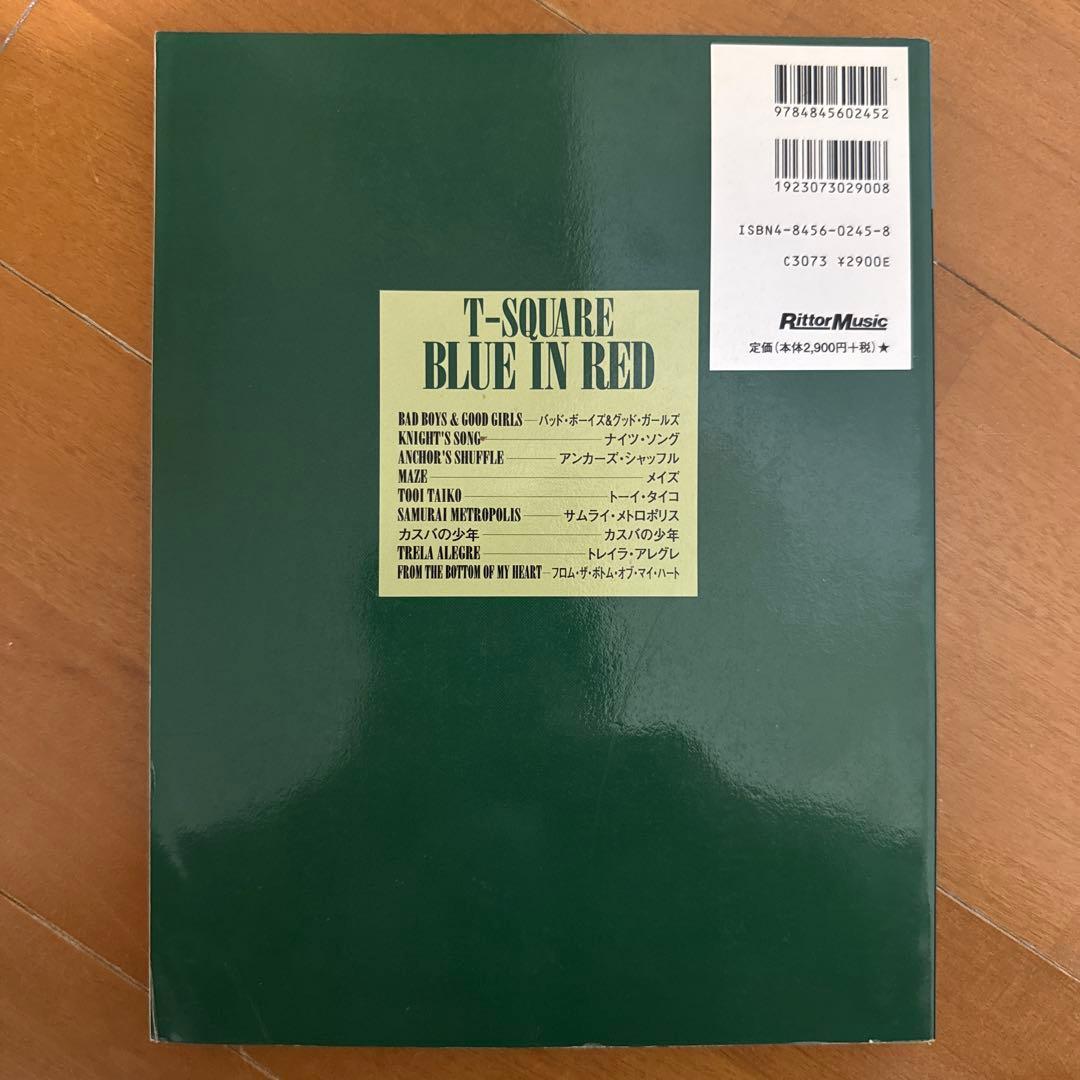 9784845602452
1923073029008
ISBN4-8456-0245-8
C3073 ¥2900E
RittorMusic
定価(本体2,900円+税)★
T-SQUARE
BLUE IN RED
BAD BOYS & GOOD GIRLS バッド・ボーイズ&グッド・ガールズ
KNIGHT'S SONG ナイツ・ソング
ANCHOR'S SHUFFLE アンカーズ・シャッフル
MAZE メイズ
TOOI TAIKO トーイ・タイコ
SAMURAI METROPOLIS サムライ・メトロポリス
カスバの少年 カスバの少年
TRELA ALEGRE トレイラ・アレグレ
FROM THE BOTTOM OF MY HEART フロム・ザ・ボトム・オブ・マイ・ハート